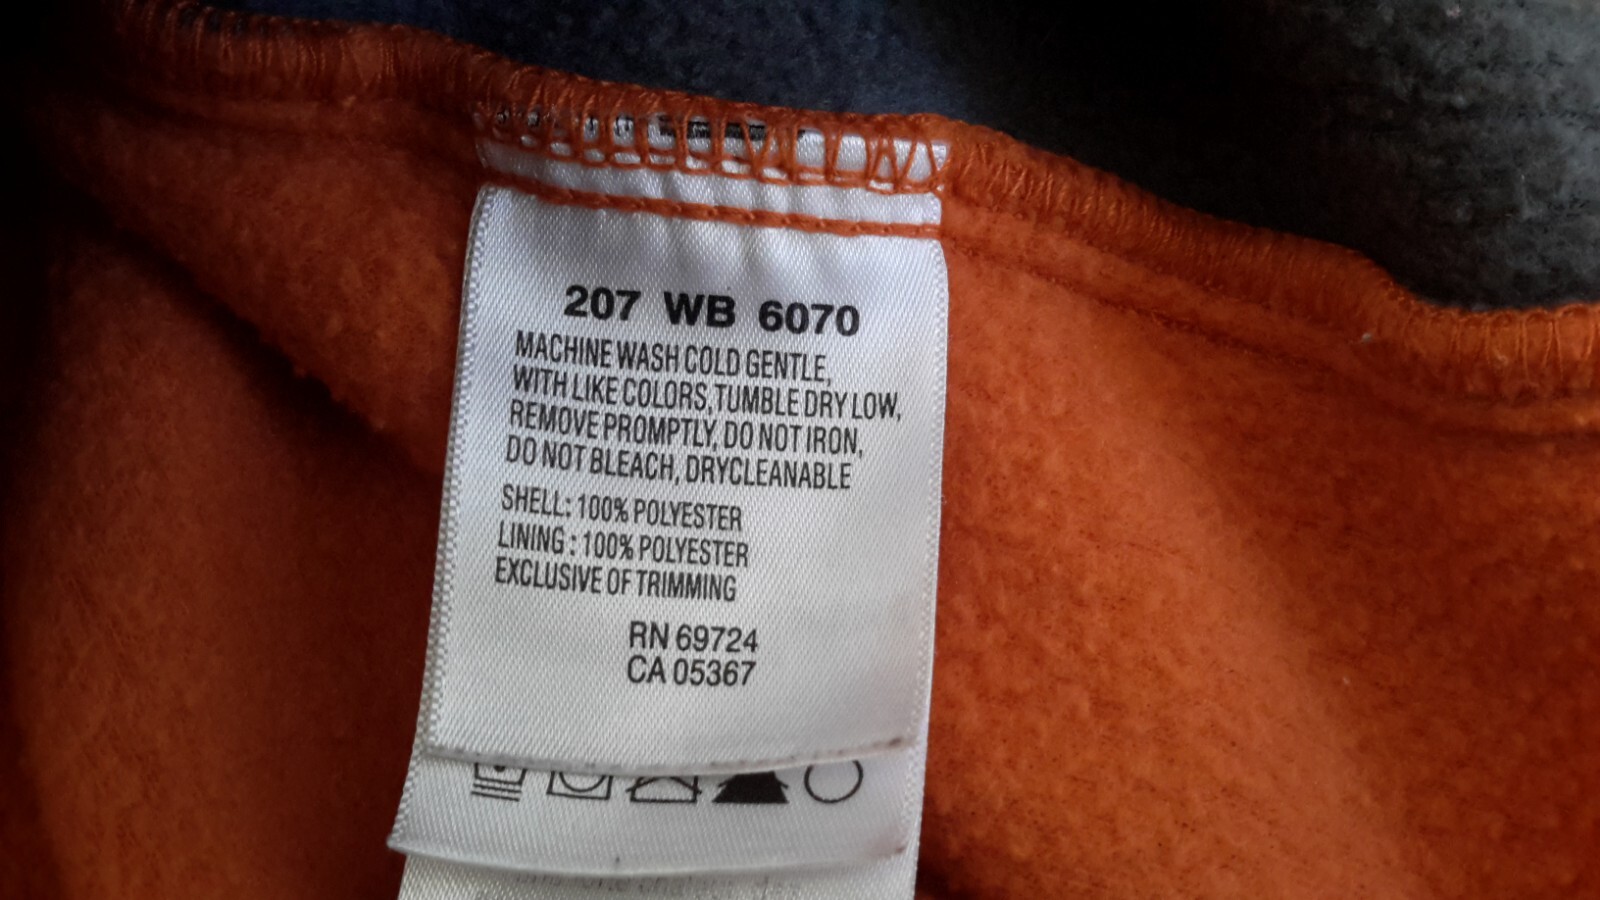 207 WB 6070
MACHINE WASH COLD GENTLE,
WITH LIKE COLORS, TUMBLE DRY LOW,
REMOVE PROMPTLY, DO NOT IRON,
DO NOT BLEACH, DRYCLEANABLE
SHELL: 100% POLYESTER
LINING : 100% POLYESTER
EXCLUSIVE OF TRIMMING
RN 69724
CA 05367